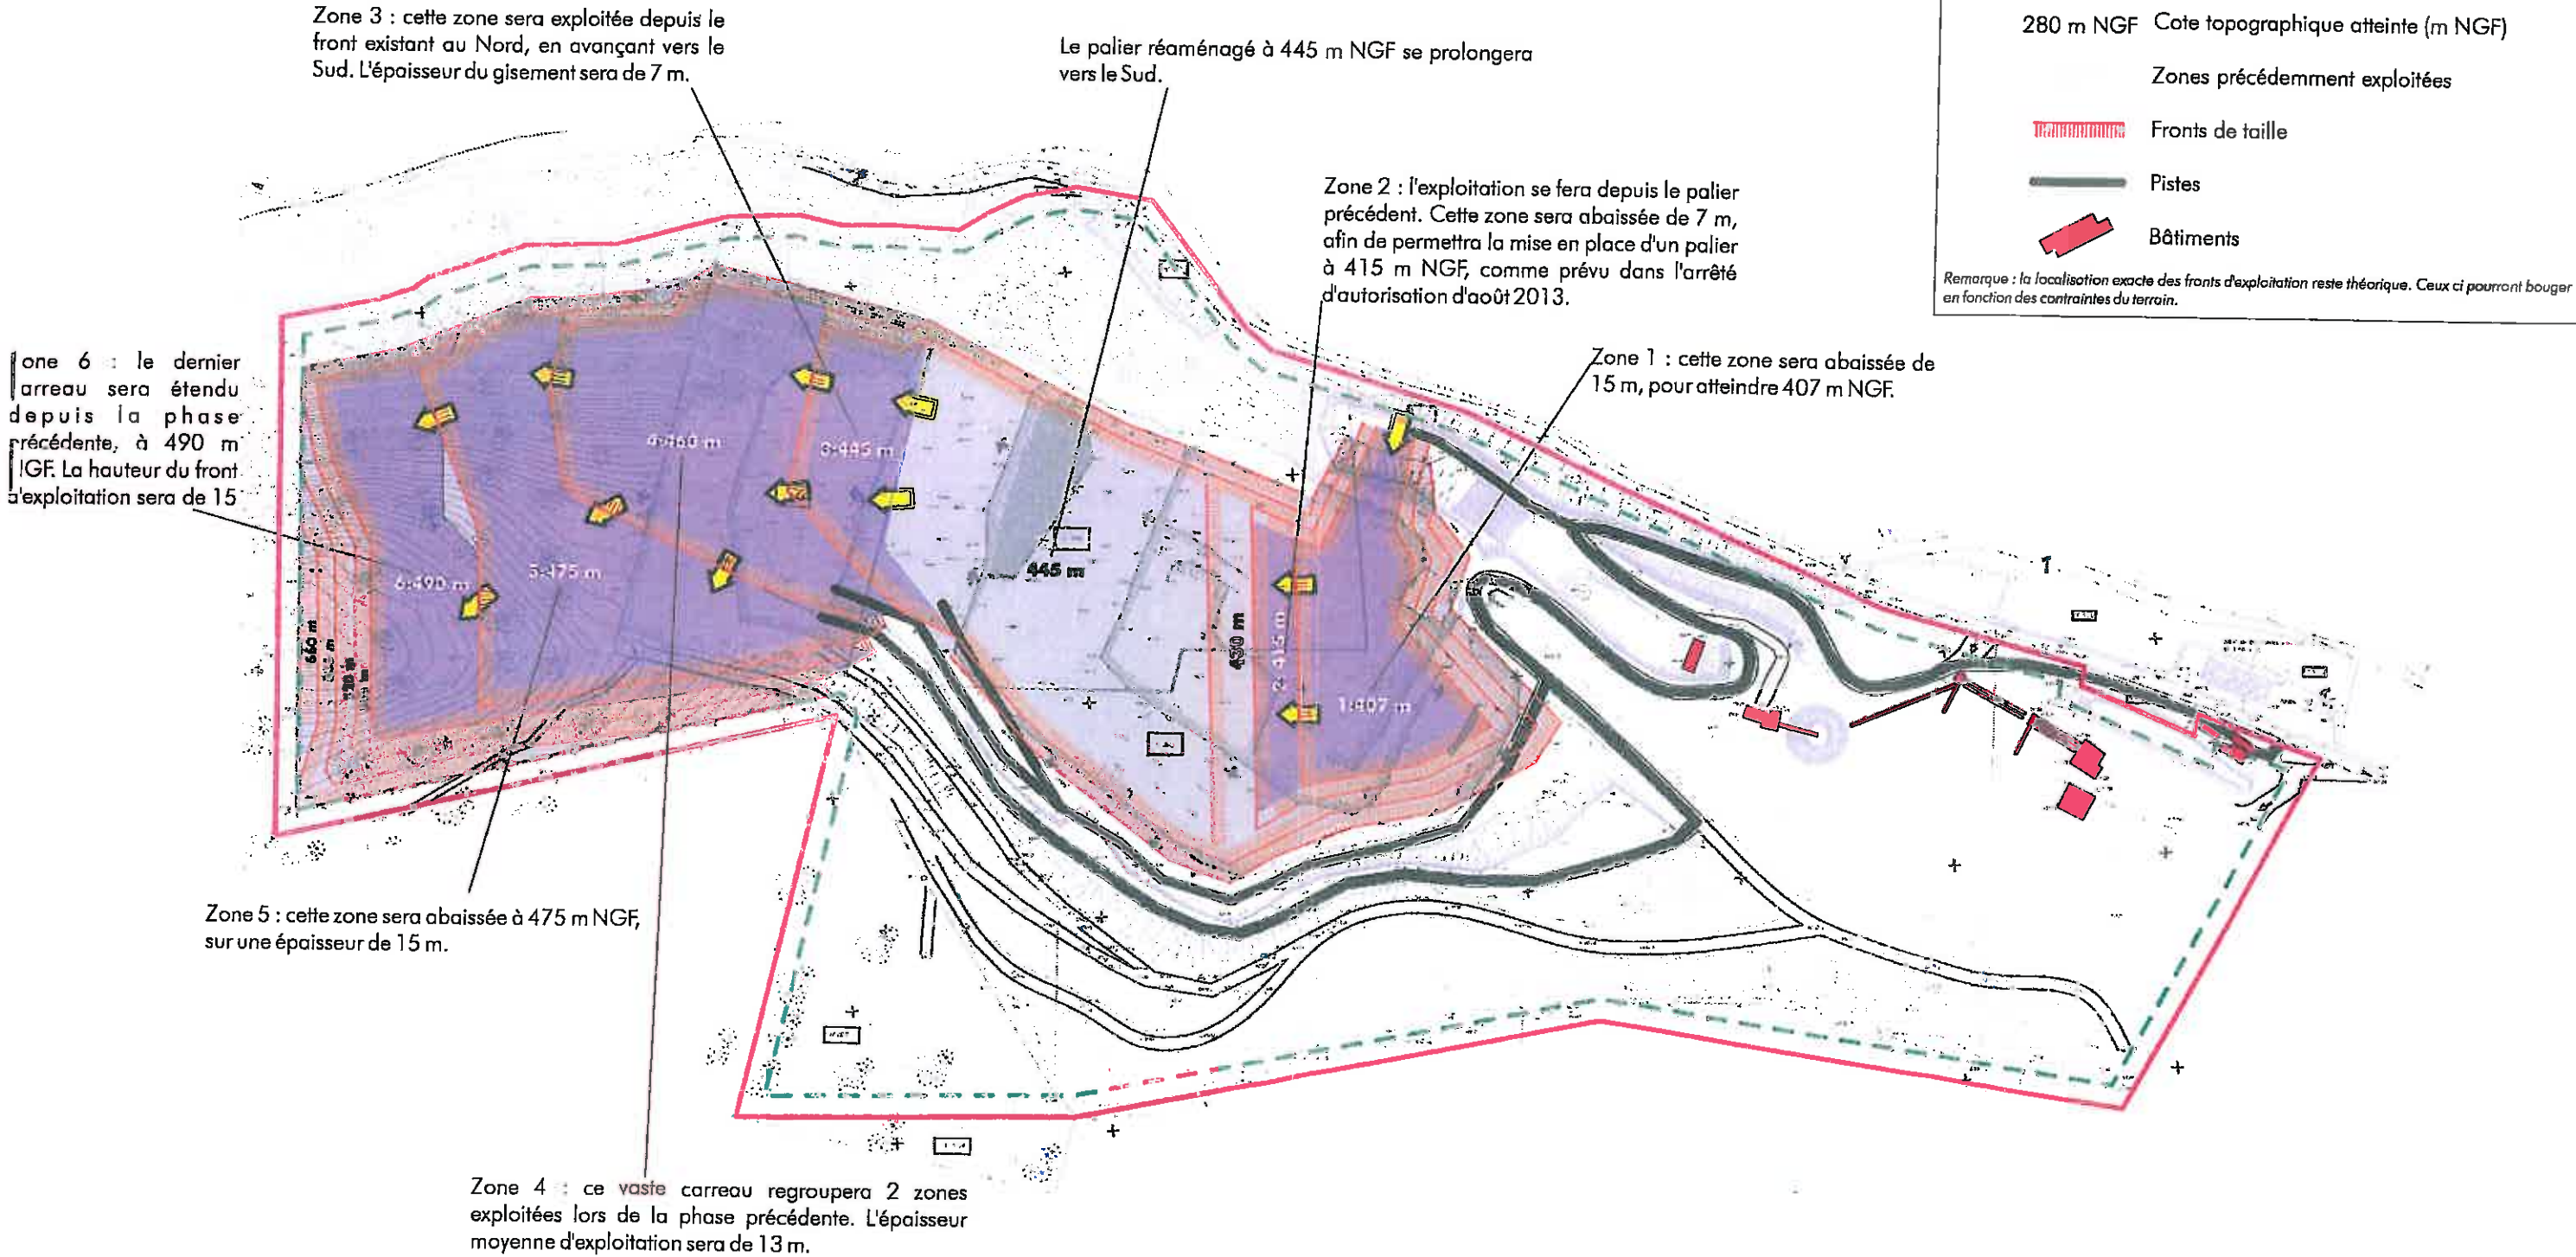 Zone 3 : cette zone sera exploitée depuis le
front existant au Nord, en avançant vers le
Sud. L'épaisseur du gisement sera de 7 m.
Le palier réaménagé à 445 m NGF se prolongera
vers le Sud.
280 m NGF Cote topographique atteinte (m NGF)
Zones précédemment exploitées
Fronts de taille
Pistes
Bâtiments
Remarque : la localisation exacte des fronts d'exploitation reste théorique. Ceux ci pourront bouger
en fonction des contraintes du terrain.
Zone 2 : l'exploitation se fera depuis le palier
précédent. Cette zone sera abaissée de 7 m,
afin de permettra la mise en place d'un palier
à 415 m NGF, comme prévu dans l'arrêté
d'autorisation d'août 2013.
Zone 1 : cette zone sera abaissée de
15 m, pour atteindre 407 m NGF.
one 6 : le dernier
arreau sera étendu
depuis la phase
récédente, à 490 m
IGF. La hauteur du front
d'exploitation sera de 15
4:460 m
3:445 m
5:475 m
6:490 m
445 m
430 m
2:415 m
1:407 m
660 m
1
Zone 5 : cette zone sera abaissée à 475 m NGF,
sur une épaisseur de 15 m.
Zone 4 : ce vaste carreau regroupera 2 zones
exploitées lors de la phase précédente. L'épaisseur
moyenne d'exploitation sera de 13 m.